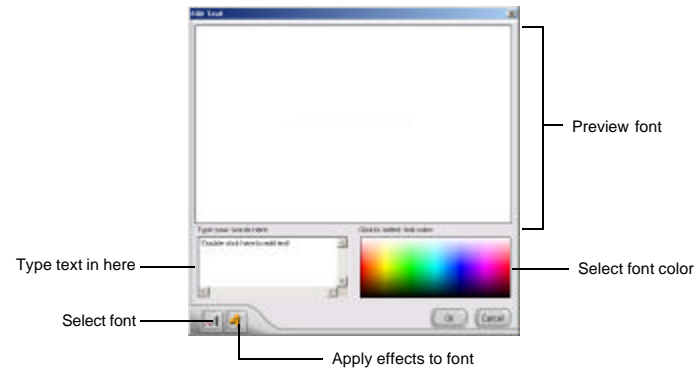 Edit Text
Preview font
Type your words here
Click to select text color
Double click here to edit text
Type text in here
Select font color
Select font
Ok
Cancel
Apply effects to font